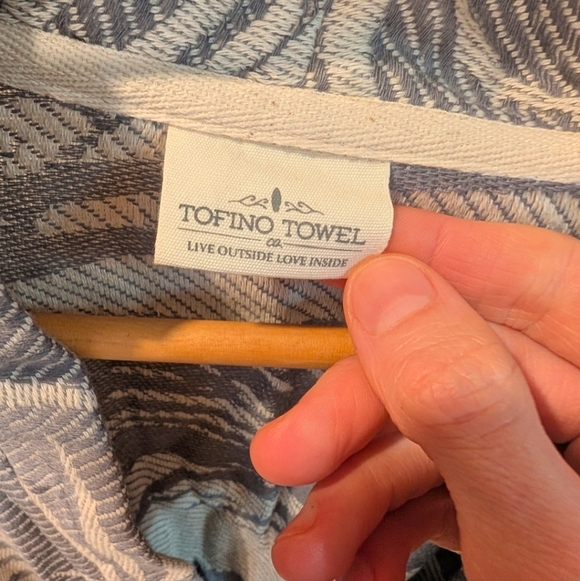 TOFINO TOWEL
co.
LIVE OUTSIDE LOVE INSIDE